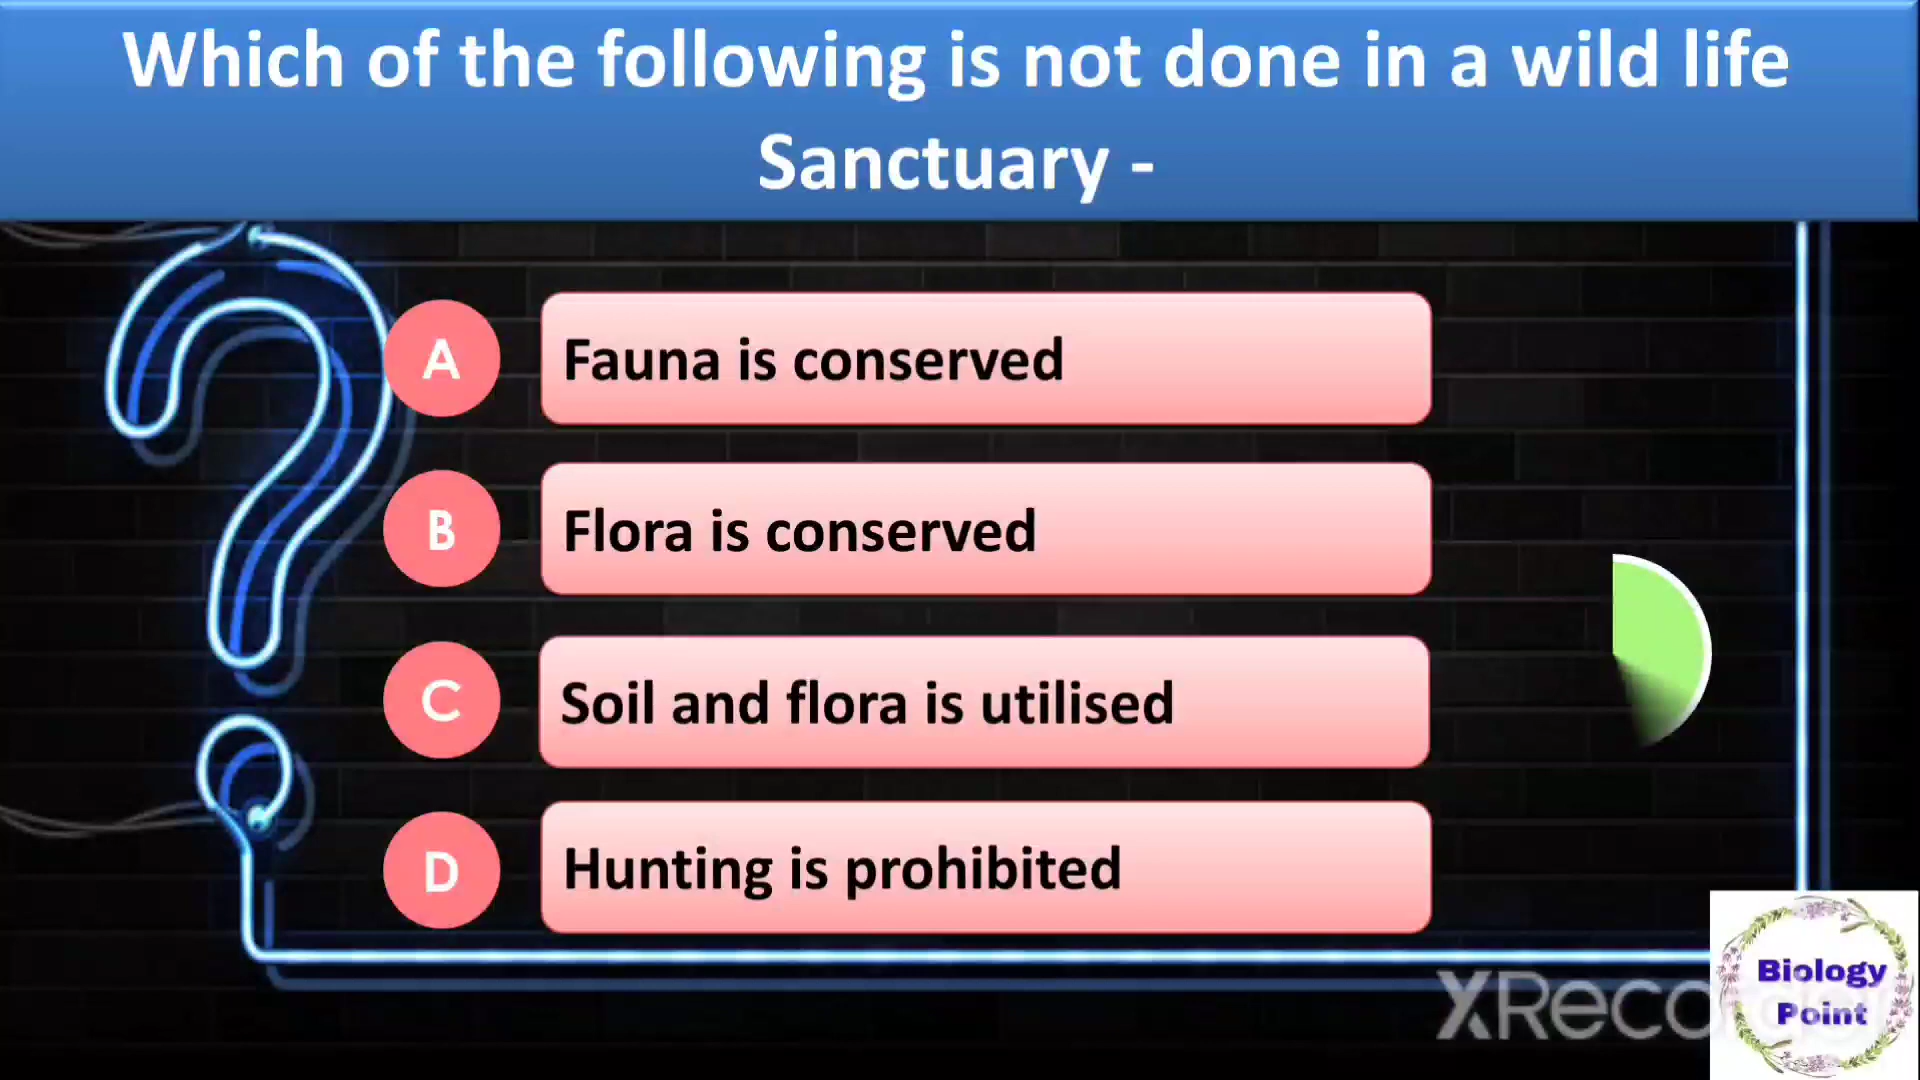 Which of the following is not done in a wild life
Sanctuary -
A
Fauna is conserved
B
Flora is conserved
C
Soil and flora is utilised
D
Hunting is prohibited
Biology
Point